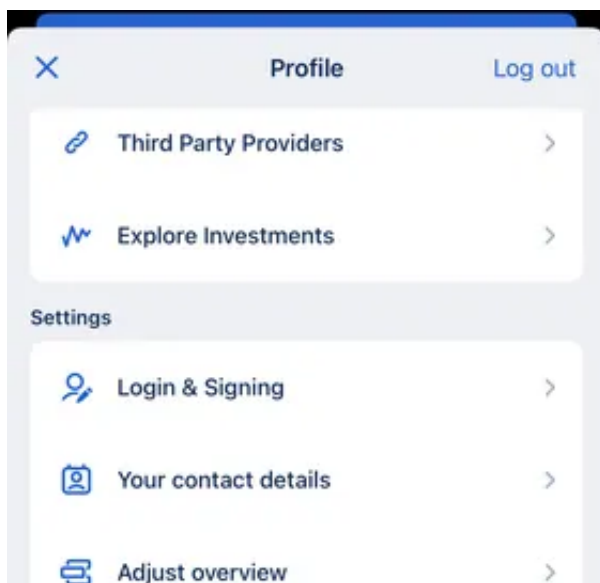 Profile
Log out
Third Party Providers
Explore Investments
Settings
Login & Signing
Your contact details
Adjust overview